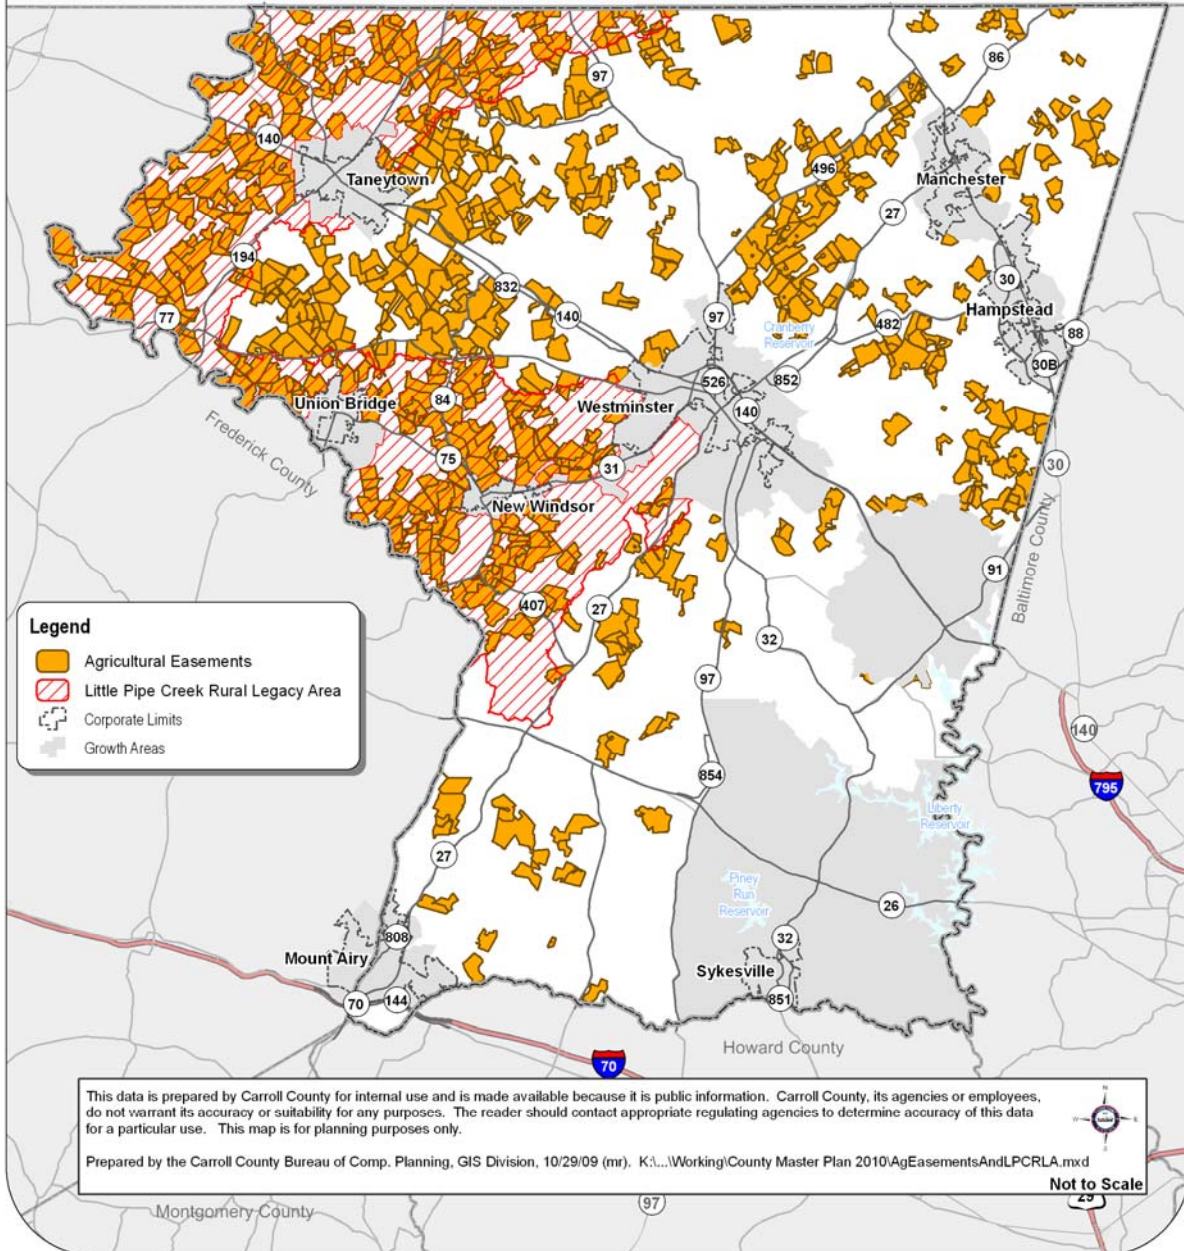 86
97
140
496
Taneytown
Manchester
27
194
30
832
77
140
97
Hampstead
Cranberry
Reservoir
482
88
30B
526
852
Union Bridge
84
Westminster
140
Frederick County
75
31
30
New Windsor
Baltimore County
91
407
27
32
Legend
Agricultural Easements
Little Pipe Creek Rural Legacy Area
Corporate Limits
Growth Areas
97
140
854
795
Liberty
Reservoir
27
Piney
Run
Reservoir
26
808
32
Mount Airy
Sykesville
70
144
851
Howard County
70
This data is prepared by Carroll County for internal use and is made available because it is public information. Carroll County, its agencies or employees,
do not warrant its accuracy or suitability for any purposes. The reader should contact appropriate regulating agencies to determine accuracy of this data
for a particular use. This map is for planning purposes only.
N
W
E
S
Prepared by the Carroll County Bureau of Comp. Planning, GIS Division, 10/29/09 (mr). K:\...\Working\County Master Plan 2010\AgEasementsAndLPCRLA.mxd
Not to Scale
29
97
Montgomery County